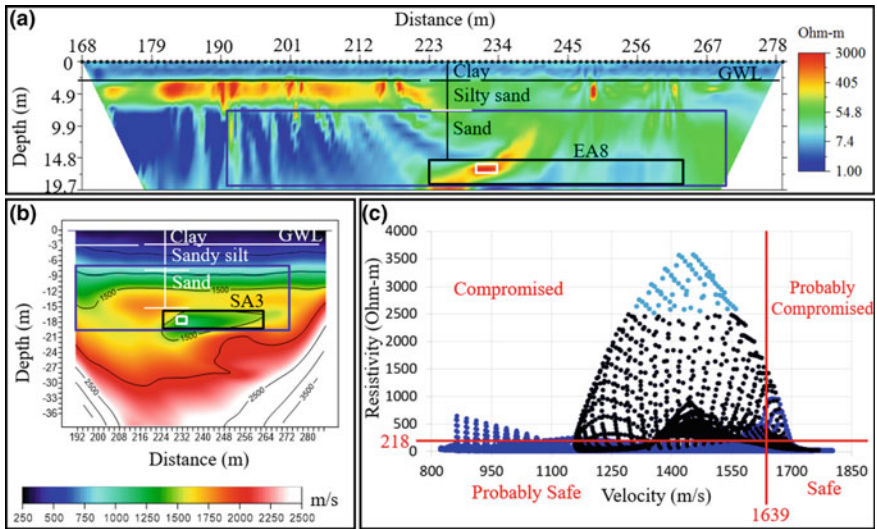 (a)
Distance (m)
Ohm-m
168 179 190 201 212 223 234 245 256 267 278
3000
405
54.8
7.4
1.00
Depth (m)
0
4.9
9.9
14.8
19.7
Clay
GWL
Silty sand
Sand
EA8
(b)
Depth (m)
0
-3
-6
-9
-12
-15
-18
-21
-24
-27
-30
-33
-36
Clay
GWL
Sandy silt
Sand
SA3
1500
1500
1500
2500
2500
3500
192 200 208 216 224 232 240 248 256 264 272 280
Distance (m)
m/s
250 500 750 1000 1250 1500 1750 2000 2250 2500
(c)
Resistivity (Ohm-m)
4000
3500
3000
2500
2000
1500
1000
500
0
218
Compromised
Probably
Compromised
800 950 1100 1250 1400 1550 1700 1850
Probably Safe
Velocity (m/s)
Safe
1639